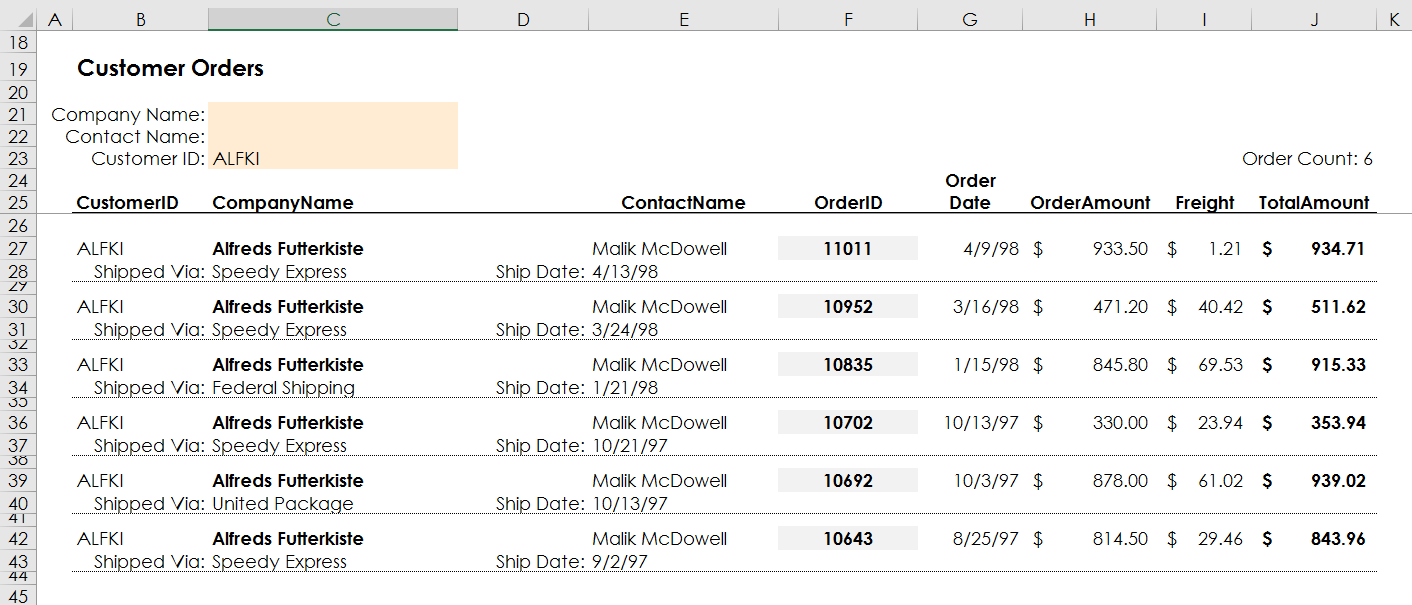 A B C D E F G H I J K
18
19 Customer Orders
20
21 Company Name:
22 Contact Name:
23 Customer ID: ALFKI Order Count: 6
24 Order
25 CustomerID CompanyName ContactName OrderID Date OrderAmount Freight TotalAmount
26
27 ALFKI Alfreds Futterkiste Malik McDowell 11011 4/9/98 $ 933.50 $ 1.21 $ 934.71
28 Shipped Via: Speedy Express Ship Date: 4/13/98
29
30 ALFKI Alfreds Futterkiste Malik McDowell 10952 3/16/98 $ 471.20 $ 40.42 $ 511.62
31 Shipped Via: Speedy Express Ship Date: 3/24/98
32
33 ALFKI Alfreds Futterkiste Malik McDowell 10835 1/15/98 $ 845.80 $ 69.53 $ 915.33
34 Shipped Via: Federal Shipping Ship Date: 1/21/98
35
36 ALFKI Alfreds Futterkiste Malik McDowell 10702 10/13/97 $ 330.00 $ 23.94 $ 353.94
37 Shipped Via: Speedy Express Ship Date: 10/21/97
38
39 ALFKI Alfreds Futterkiste Malik McDowell 10692 10/3/97 $ 878.00 $ 61.02 $ 939.02
40 Shipped Via: United Package Ship Date: 10/13/97
41
42 ALFKI Alfreds Futterkiste Malik McDowell 10643 8/25/97 $ 814.50 $ 29.46 $ 843.96
43 Shipped Via: Speedy Express Ship Date: 9/2/97
44
45